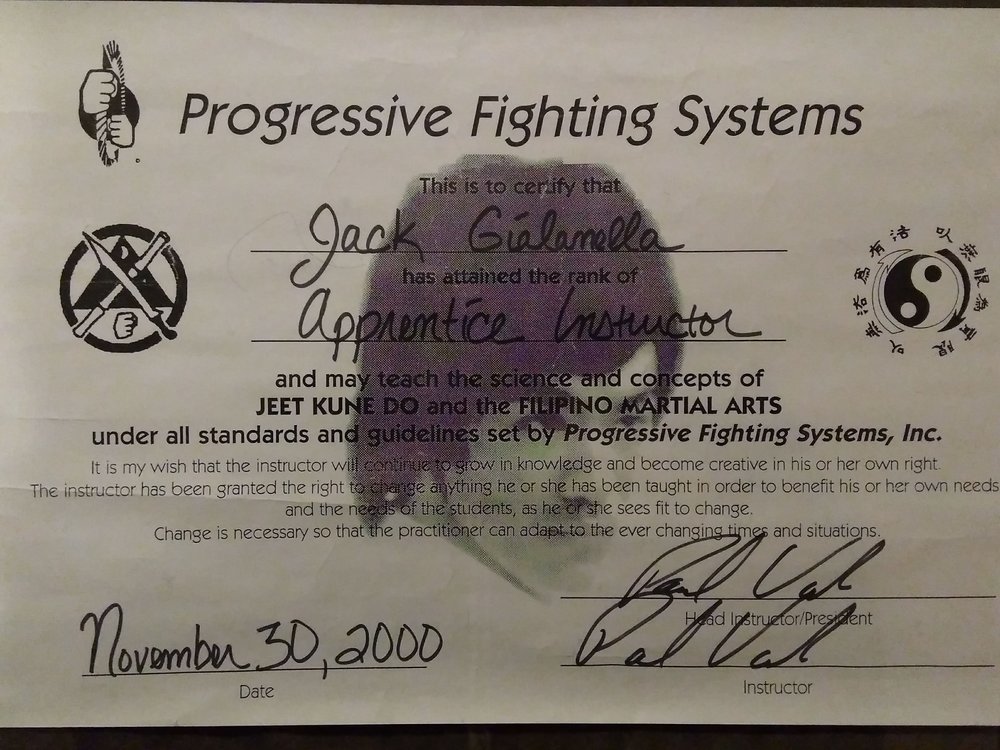 Progressive Fighting Systems
This is to certify that
Jack Gialanella
has attained the rank of
Apprentice Instructor
and may teach the science and concepts of
JEET KUNE DO and the FILIPINO MARTIAL ARTS
under all standards and guidelines set by Progressive Fighting Systems, Inc.
It is my wish that the instructor will continue to grow in knowledge and become creative in his or her own right.
The instructor has been granted the right to change anything he or she has been taught in order to benefit his or her own needs
and the needs of the students, as he or she sees fit to change.
Change is necessary so that the practitioner can adapt to the ever changing times and situations.
Head Instructor/President
November 30, 2000
Date
Instructor
以無限為有限
以無法為有法